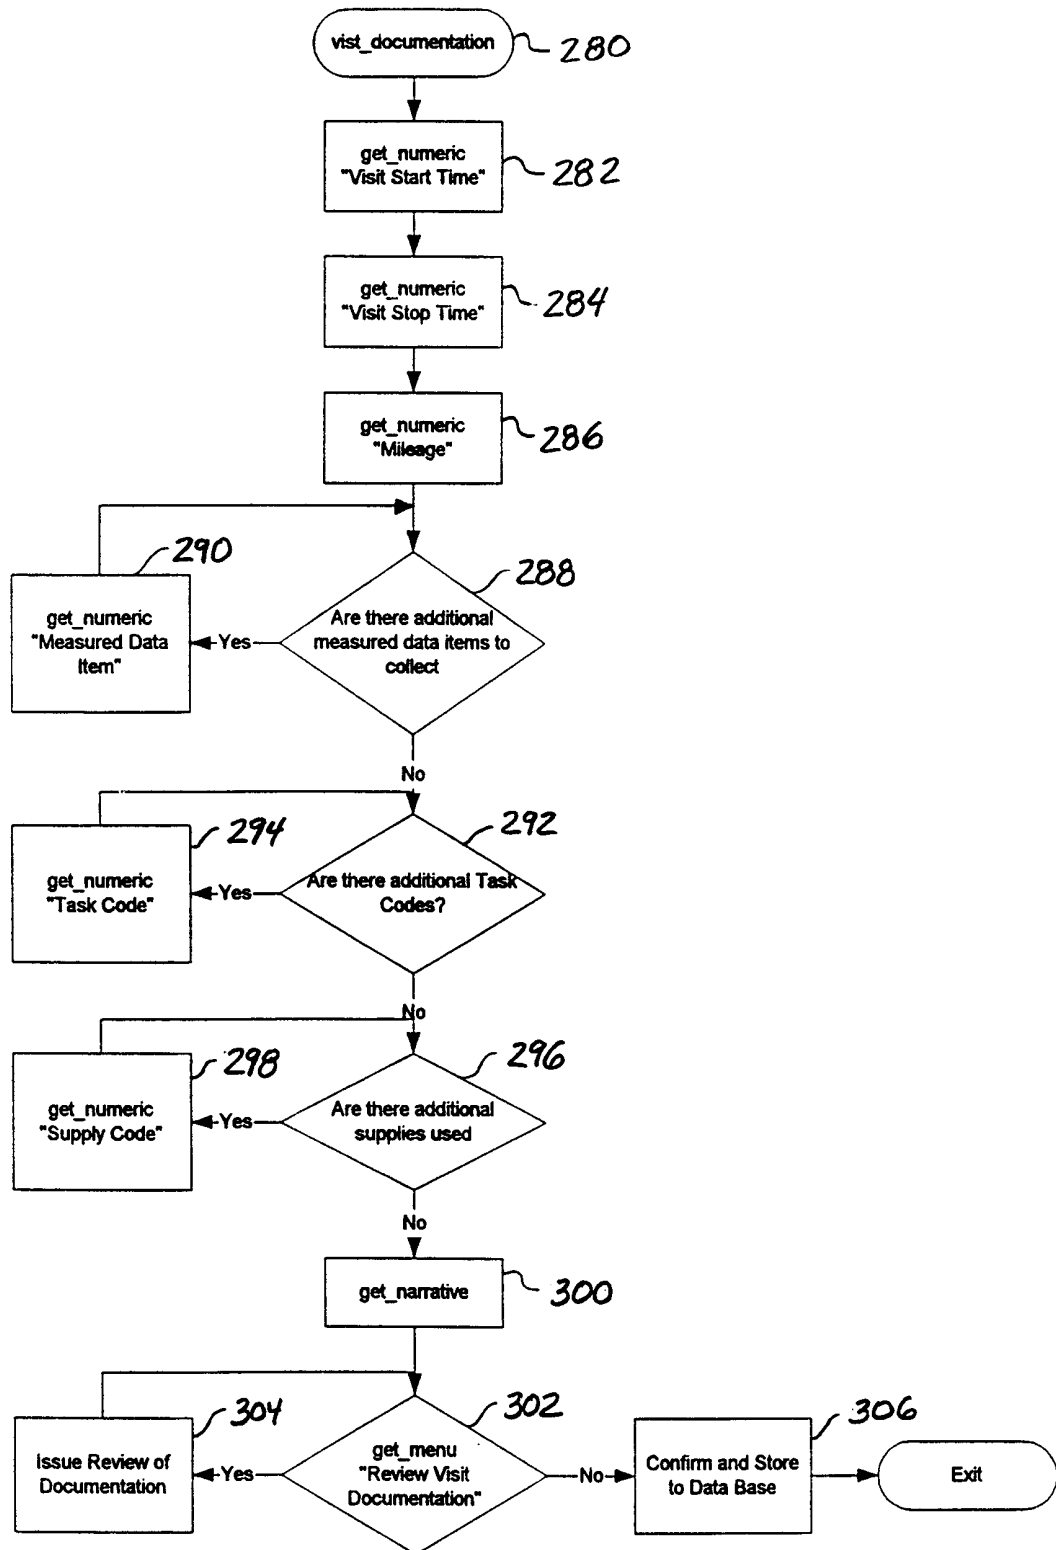 vist_documentation
280
get_numeric
"Visit Start Time"
282
get_numeric
"Visit Stop Time"
284
get_numeric
"Mileage"
286
290
288
get_numeric
"Measured Data
Item"
Yes
Are there additional
measured data items to
collect
No
294
292
get_numeric
"Task Code"
Yes
Are there additional Task
Codes?
No
298
296
get_numeric
"Supply Code"
Yes
Are there additional
supplies used
No
get_narrative
300
304
302
306
Issue Review of
Documentation
Yes
get_menu
"Review Visit
Documentation"
No
Confirm and Store
to Data Base
Exit